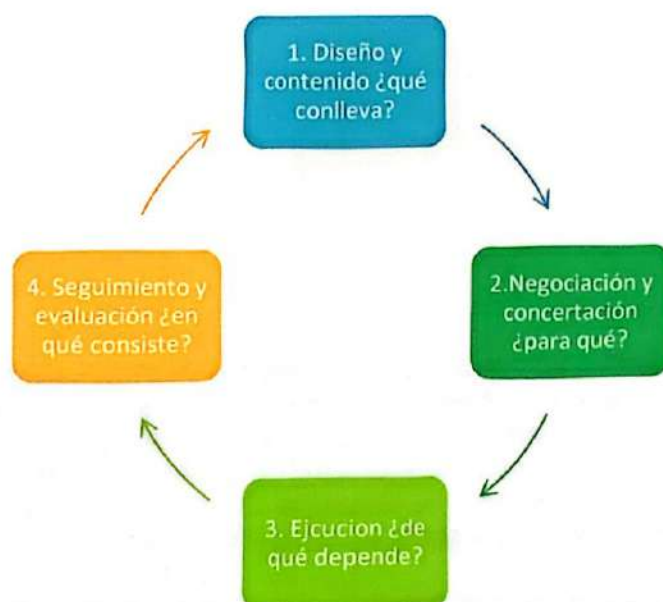 1. Diseño y
contenido ¿qué
conlleva?
2.Negociación y
concertación
¿para qué?
3. Ejcucion ¿de
qué depende?
4. Seguimiento y
evaluación ¿en
qué consiste?